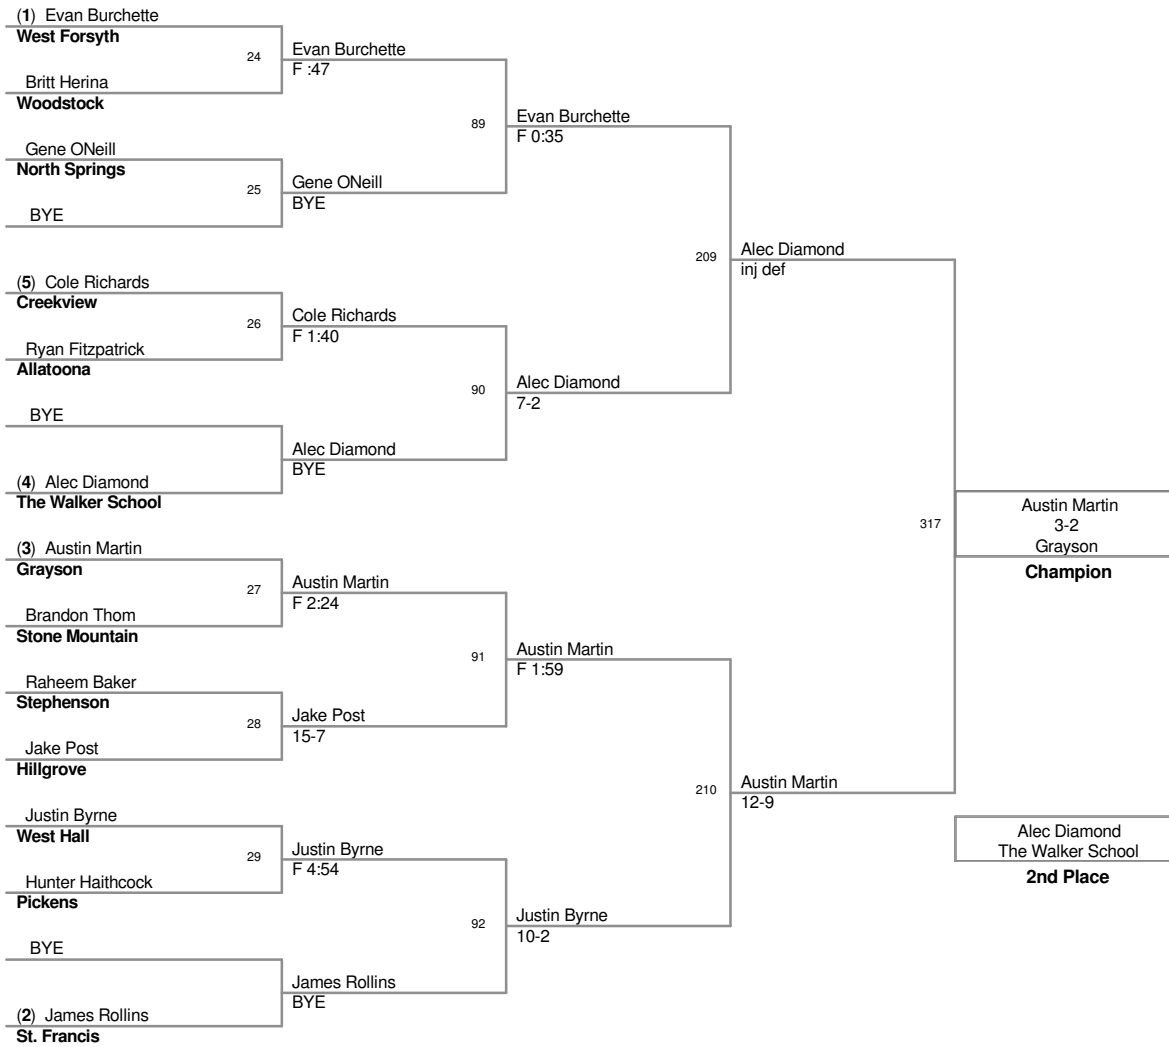 (1) Evan Burchette
West Forsyth
24
Britt Herina
Woodstock
Gene ONeill
North Springs
25
BYE
(5) Cole Richards
Creekview
26
Ryan Fitzpatrick
Allatoona
BYE
(4) Alec Diamond
The Walker School
(3) Austin Martin
Grayson
27
Brandon Thom
Stone Mountain
Raheem Baker
Stephenson
28
Jake Post
Hillgrove
Justin Byrne
West Hall
29
Hunter Haithcock
Pickens
BYE
(2) James Rollins
St. Francis
Evan Burchette
F :47
89
Gene ONeill
BYE
Cole Richards
F 1:40
90
Alec Diamond
BYE
Austin Martin
F 2:24
91
Jake Post
15-7
Justin Byrne
F 4:54
92
James Rollins
BYE
Evan Burchette
F 0:35
209
Alec Diamond
7-2
Austin Martin
F 1:59
210
Justin Byrne
10-2
Alec Diamond
inj def
317
Austin Martin
12-9
Austin Martin
3-2
Grayson
Champion
Alec Diamond
The Walker School
2nd Place